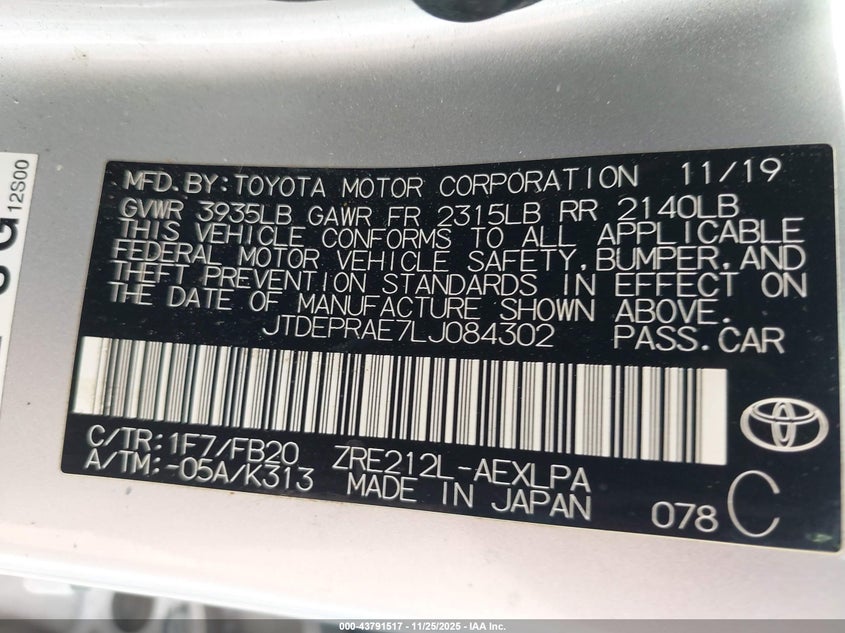 12S00
MFD.BY:TOYOTA MOTOR CORPORATION 11/19
GVWR 3935LB GAWR FR 2315LB RR 2140LB
THIS VEHICLE CONFORMS TO ALL APPLICABLE
FEDERAL MOTOR VEHICLE SAFETY,BUMPER,AND
THEFT PREVENTION STANDARDS IN EFFECT ON
THE DATE OF MANUFACTURE SHOWN ABOVE.
JTDEPRAE7LJ084302 PASS.CAR
C/TR:1F7/FB20 ZRE212L-AEXLPA
A/TM:-05A/K313 MADE IN JAPAN 078 C
000-43791517 - 11/25/2025 - IAA Inc.